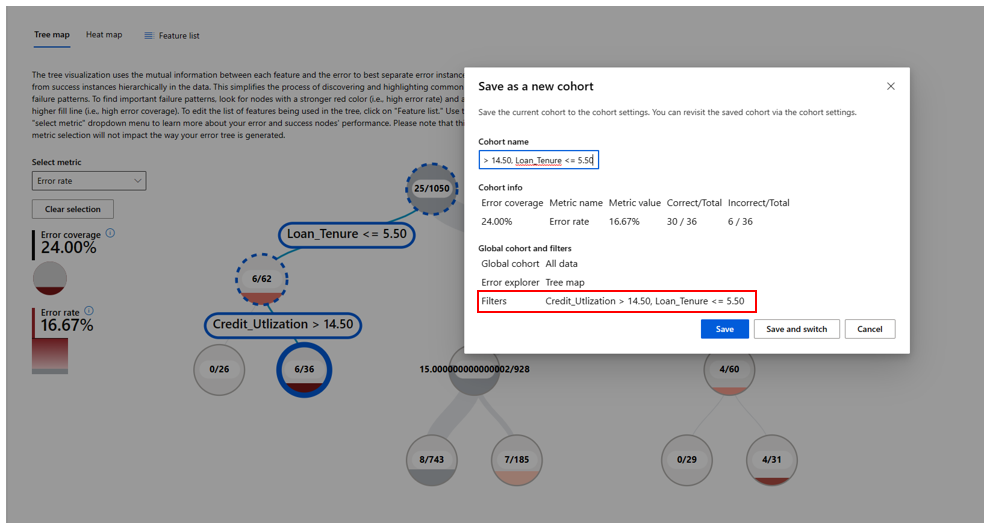 Tree map
Heat map
Feature list
The tree visualization uses the mutual information between each feature and the error to best separate error instanc
from success instances hierarchically in the data. This simplifies the process of discovering and highlighting common
failure patterns. To find important failure patterns, look for nodes with a stronger red color (i.e., high error rate) and a
higher fill line (i.e., high error coverage). To edit the list of features being used in the tree, click on "Feature list." Use t
"select metric" dropdown menu to learn more about your error and success nodes' performance. Please note that th
metric selection will not impact the way your error tree is generated.
Select metric
Error rate
Clear selection
Error coverage
24.00%
Error rate
16.67%
25/1050
Loan_Tenure <= 5.50
6/62
Credit_Utlization > 14.50
0/26
6/36
15.000000000000002/928
4/60
8/743
7/185
0/29
4/31
Save as a new cohort
Save the current cohort to the cohort settings. You can revisit the saved cohort via the cohort settings.
Cohort name
> 14.50, Loan_Tenure <= 5.50
Cohort info
Error coverage Metric name Metric value Correct/Total Incorrect/Total
24.00% Error rate 16.67% 30 / 36 6 / 36
Global cohort and filters
Global cohort All data
Error explorer Tree map
Filters Credit_Utlization > 14.50, Loan_Tenure <= 5.50
Save
Save and switch
Cancel